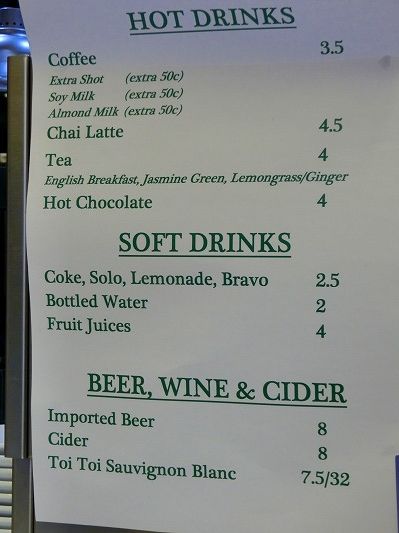 HOT DRINKS
Coffee 3.5
Extra Shot (extra 50c)
Soy Milk (extra 50c)
Almond Milk (extra 50c)
Chai Latte 4.5
Tea 4
English Breakfast, Jasmine Green, Lemongrass/Ginger
Hot Chocolate 4
SOFT DRINKS
Coke, Solo, Lemonade, Bravo 2.5
Bottled Water 2
Fruit Juices 4
BEER, WINE & CIDER
Imported Beer 8
Cider 8
Toi Toi Sauvignon Blanc 7.5/32